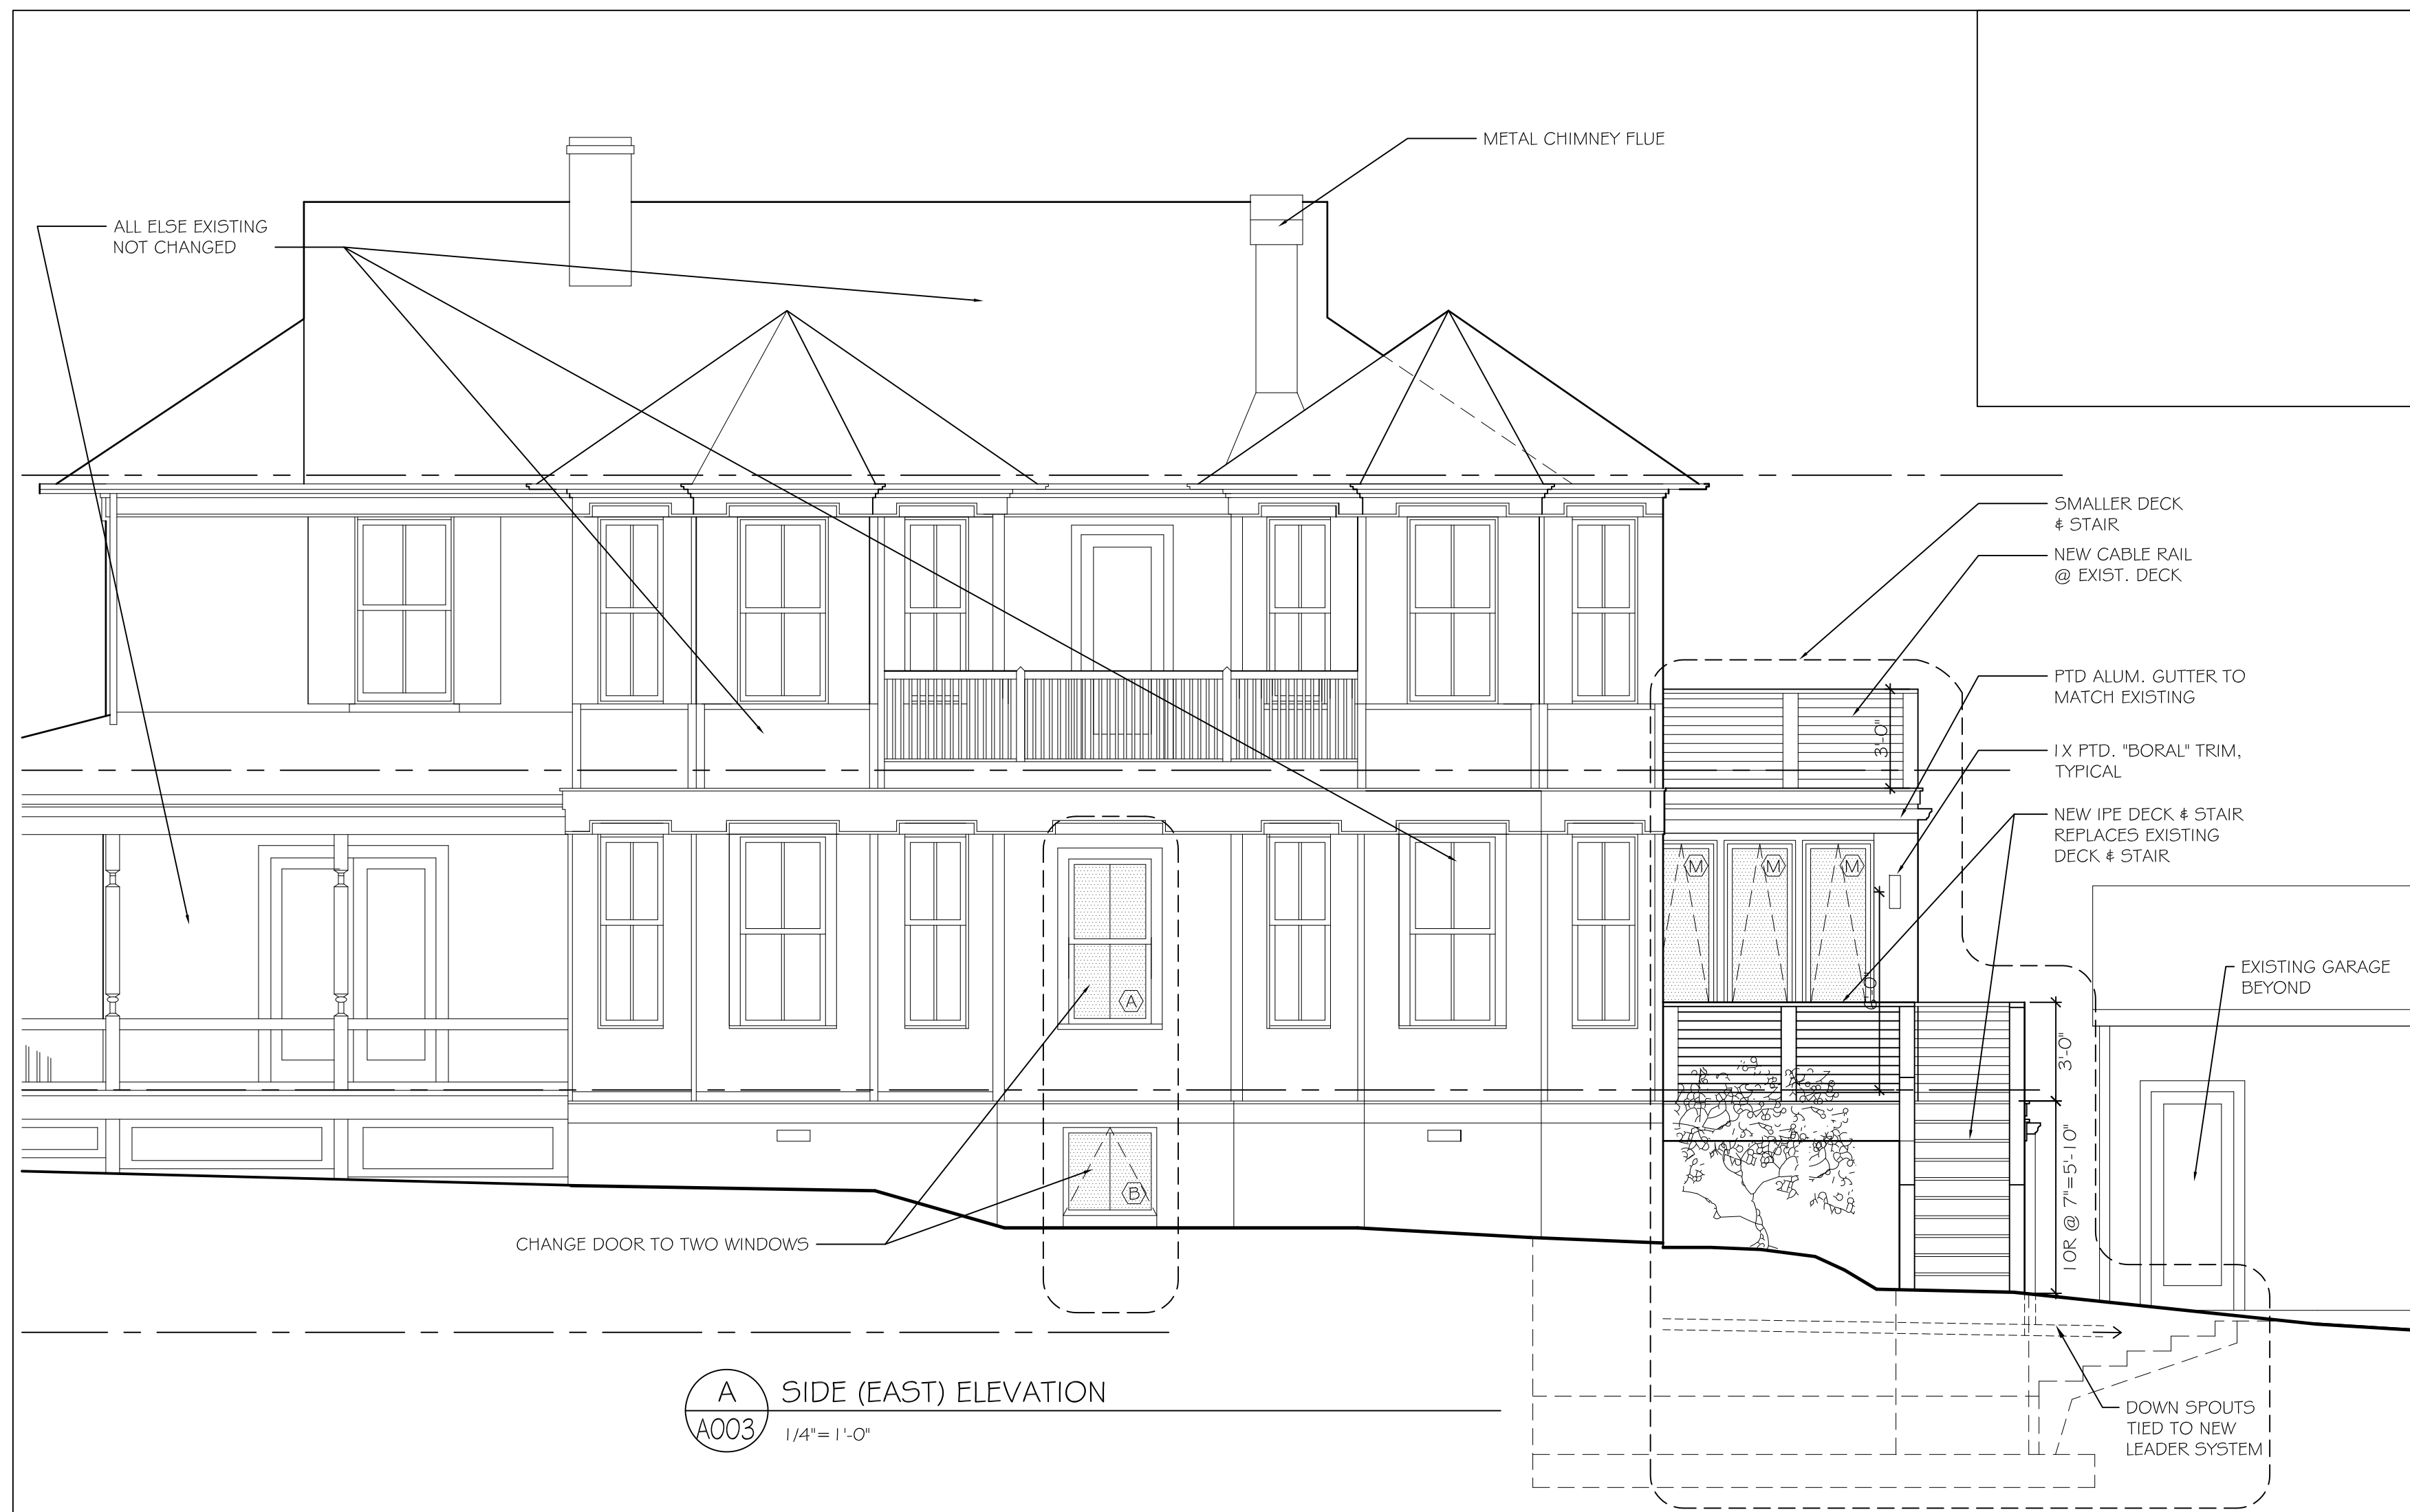 METAL CHIMNEY FLUE
ALL ELSE EXISTING
NOT CHANGED
SMALLER DECK
& STAIR
NEW CABLE RAIL
@ EXIST. DECK
PTD ALUM. GUTTER TO
MATCH EXISTING
1X PTD. "BORAL" TRIM,
TYPICAL
NEW IPE DECK & STAIR
REPLACES EXISTING
DECK & STAIR
3'-0"
M M M
6'-0"
A
EXISTING GARAGE
BEYOND
3'-0"
10R @ 7"=5'-10"
B
CHANGE DOOR TO TWO WINDOWS
A
A003
SIDE (EAST) ELEVATION
1/4"= 1'-0"
DOWN SPOUTS
TIED TO NEW
LEADER SYSTEM